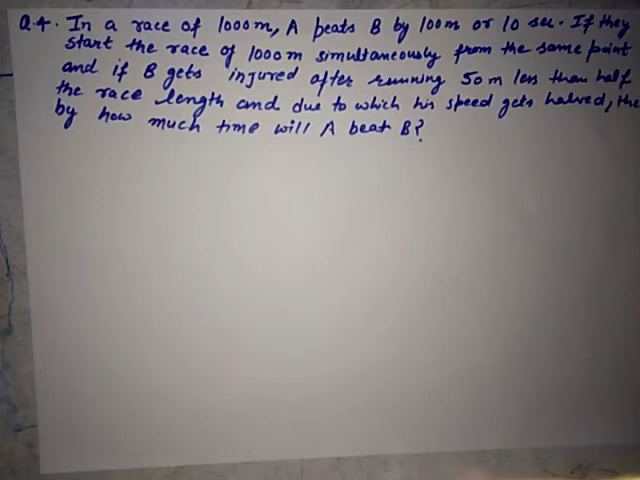 Q.4. In a race of 1000m, A beats B by 100m or 10 sec. If they
start the race of 1000m simultaneously from the same point
and if B gets injured after running 50m less than half
the race length and due to which his speed gets halved, the
by how much time will A beat B?